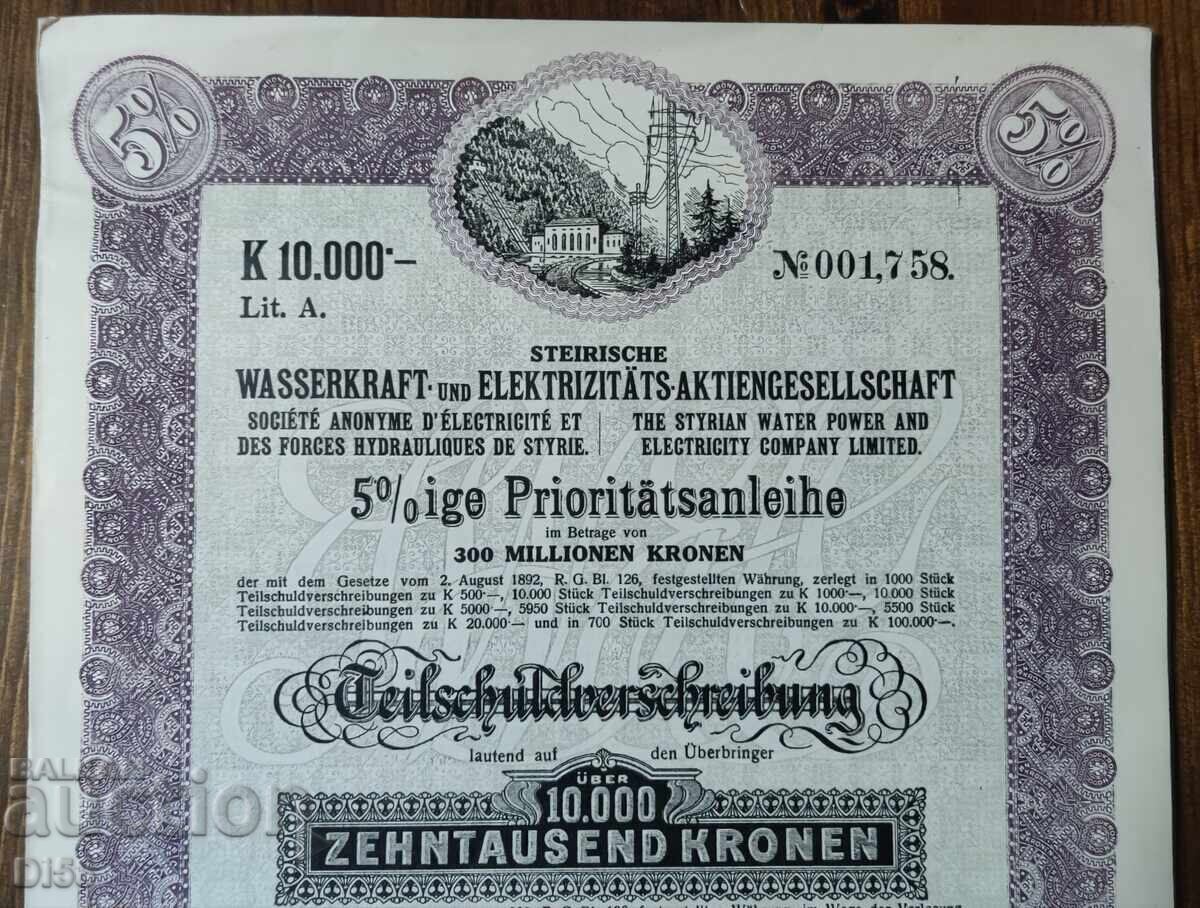 5%
5%
K 10.000·–
№ 001,758.
Lit. A.
STEIRISCHE
WASSERKRAFT- UND ELEKTRIZITÄTS-AKTIENGESELLSCHAFT
SOCIÉTÉ ANONYME D'ÉLECTRICITÉ ET
DES FORCES HYDRAULIQUES DE STYRIE.
THE STYRIAN WATER POWER AND
ELECTRICITY COMPANY LIMITED.
5%ige Prioritätsanleihe
im Betrage von
300 MILLIONEN KRONEN
der mit dem Gesetze vom 2. August 1892, R. G. Bl. 126, festgestellten Währung, zerlegt in 1000 Stück
Teilschuldverschreibungen zu K 500·—, 10.000 Stück Teilschuldverschreibungen zu K 1000·—, 10.000 Stück
Teilschuldverschreibungen zu K 5000·—, 5950 Stück Teilschuldverschreibungen zu K 10.000·—, 5500 Stück
Teilschuldverschreibungen zu K 20.000·— und in 700 Stück Teilschuldverschreibungen zu K 100.000·—.
Teilschuldverschreibung
lautend auf den Überbringer
ÜBER
10.000
ZEHNTAUSEND KRONEN
BALKAN
auction
D15